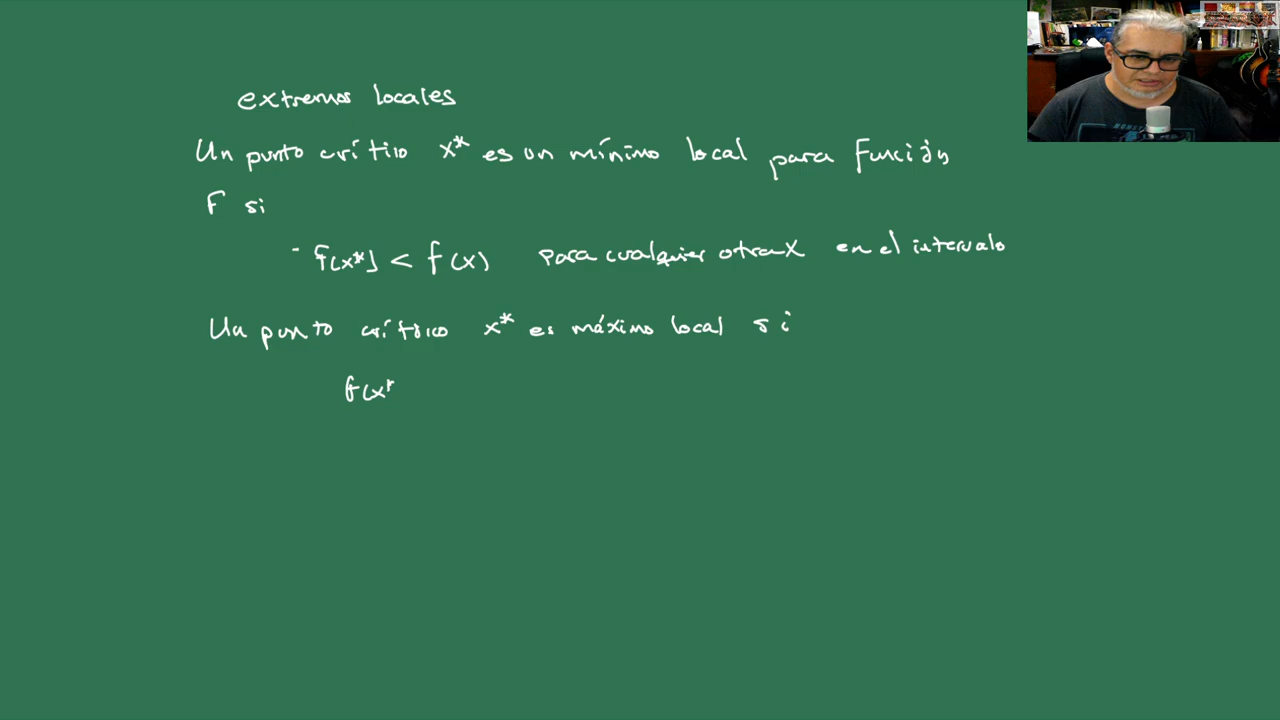 extremos locales
Un punto crítico x* es un mínimo local para función
F si
- f(x*) < f(x) para cualquier otra x en el intervalo
Un punto crítico x* es máximo local si
f(x*